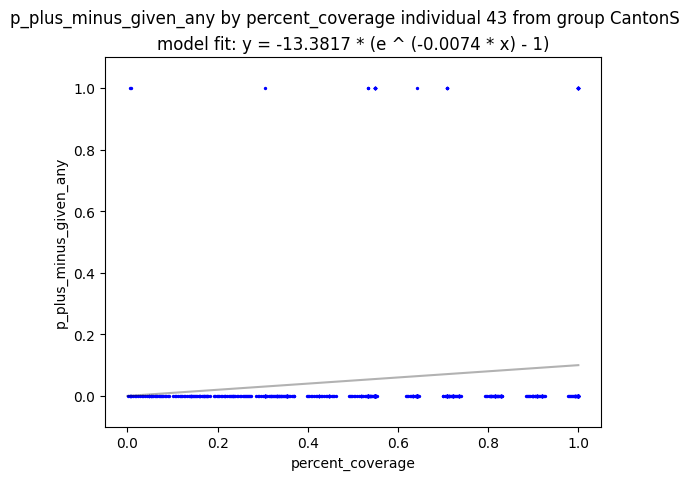 p_plus_minus_given_any by percent_coverage individual 43 from group CantonS
model fit: y = -13.3817 * (e ^ (-0.0074 * x) - 1)
1.0
0.8
0.6
0.4
0.2
0.0
p_plus_minus_given_any
0.0 0.2 0.4 0.6 0.8 1.0
percent_coverage